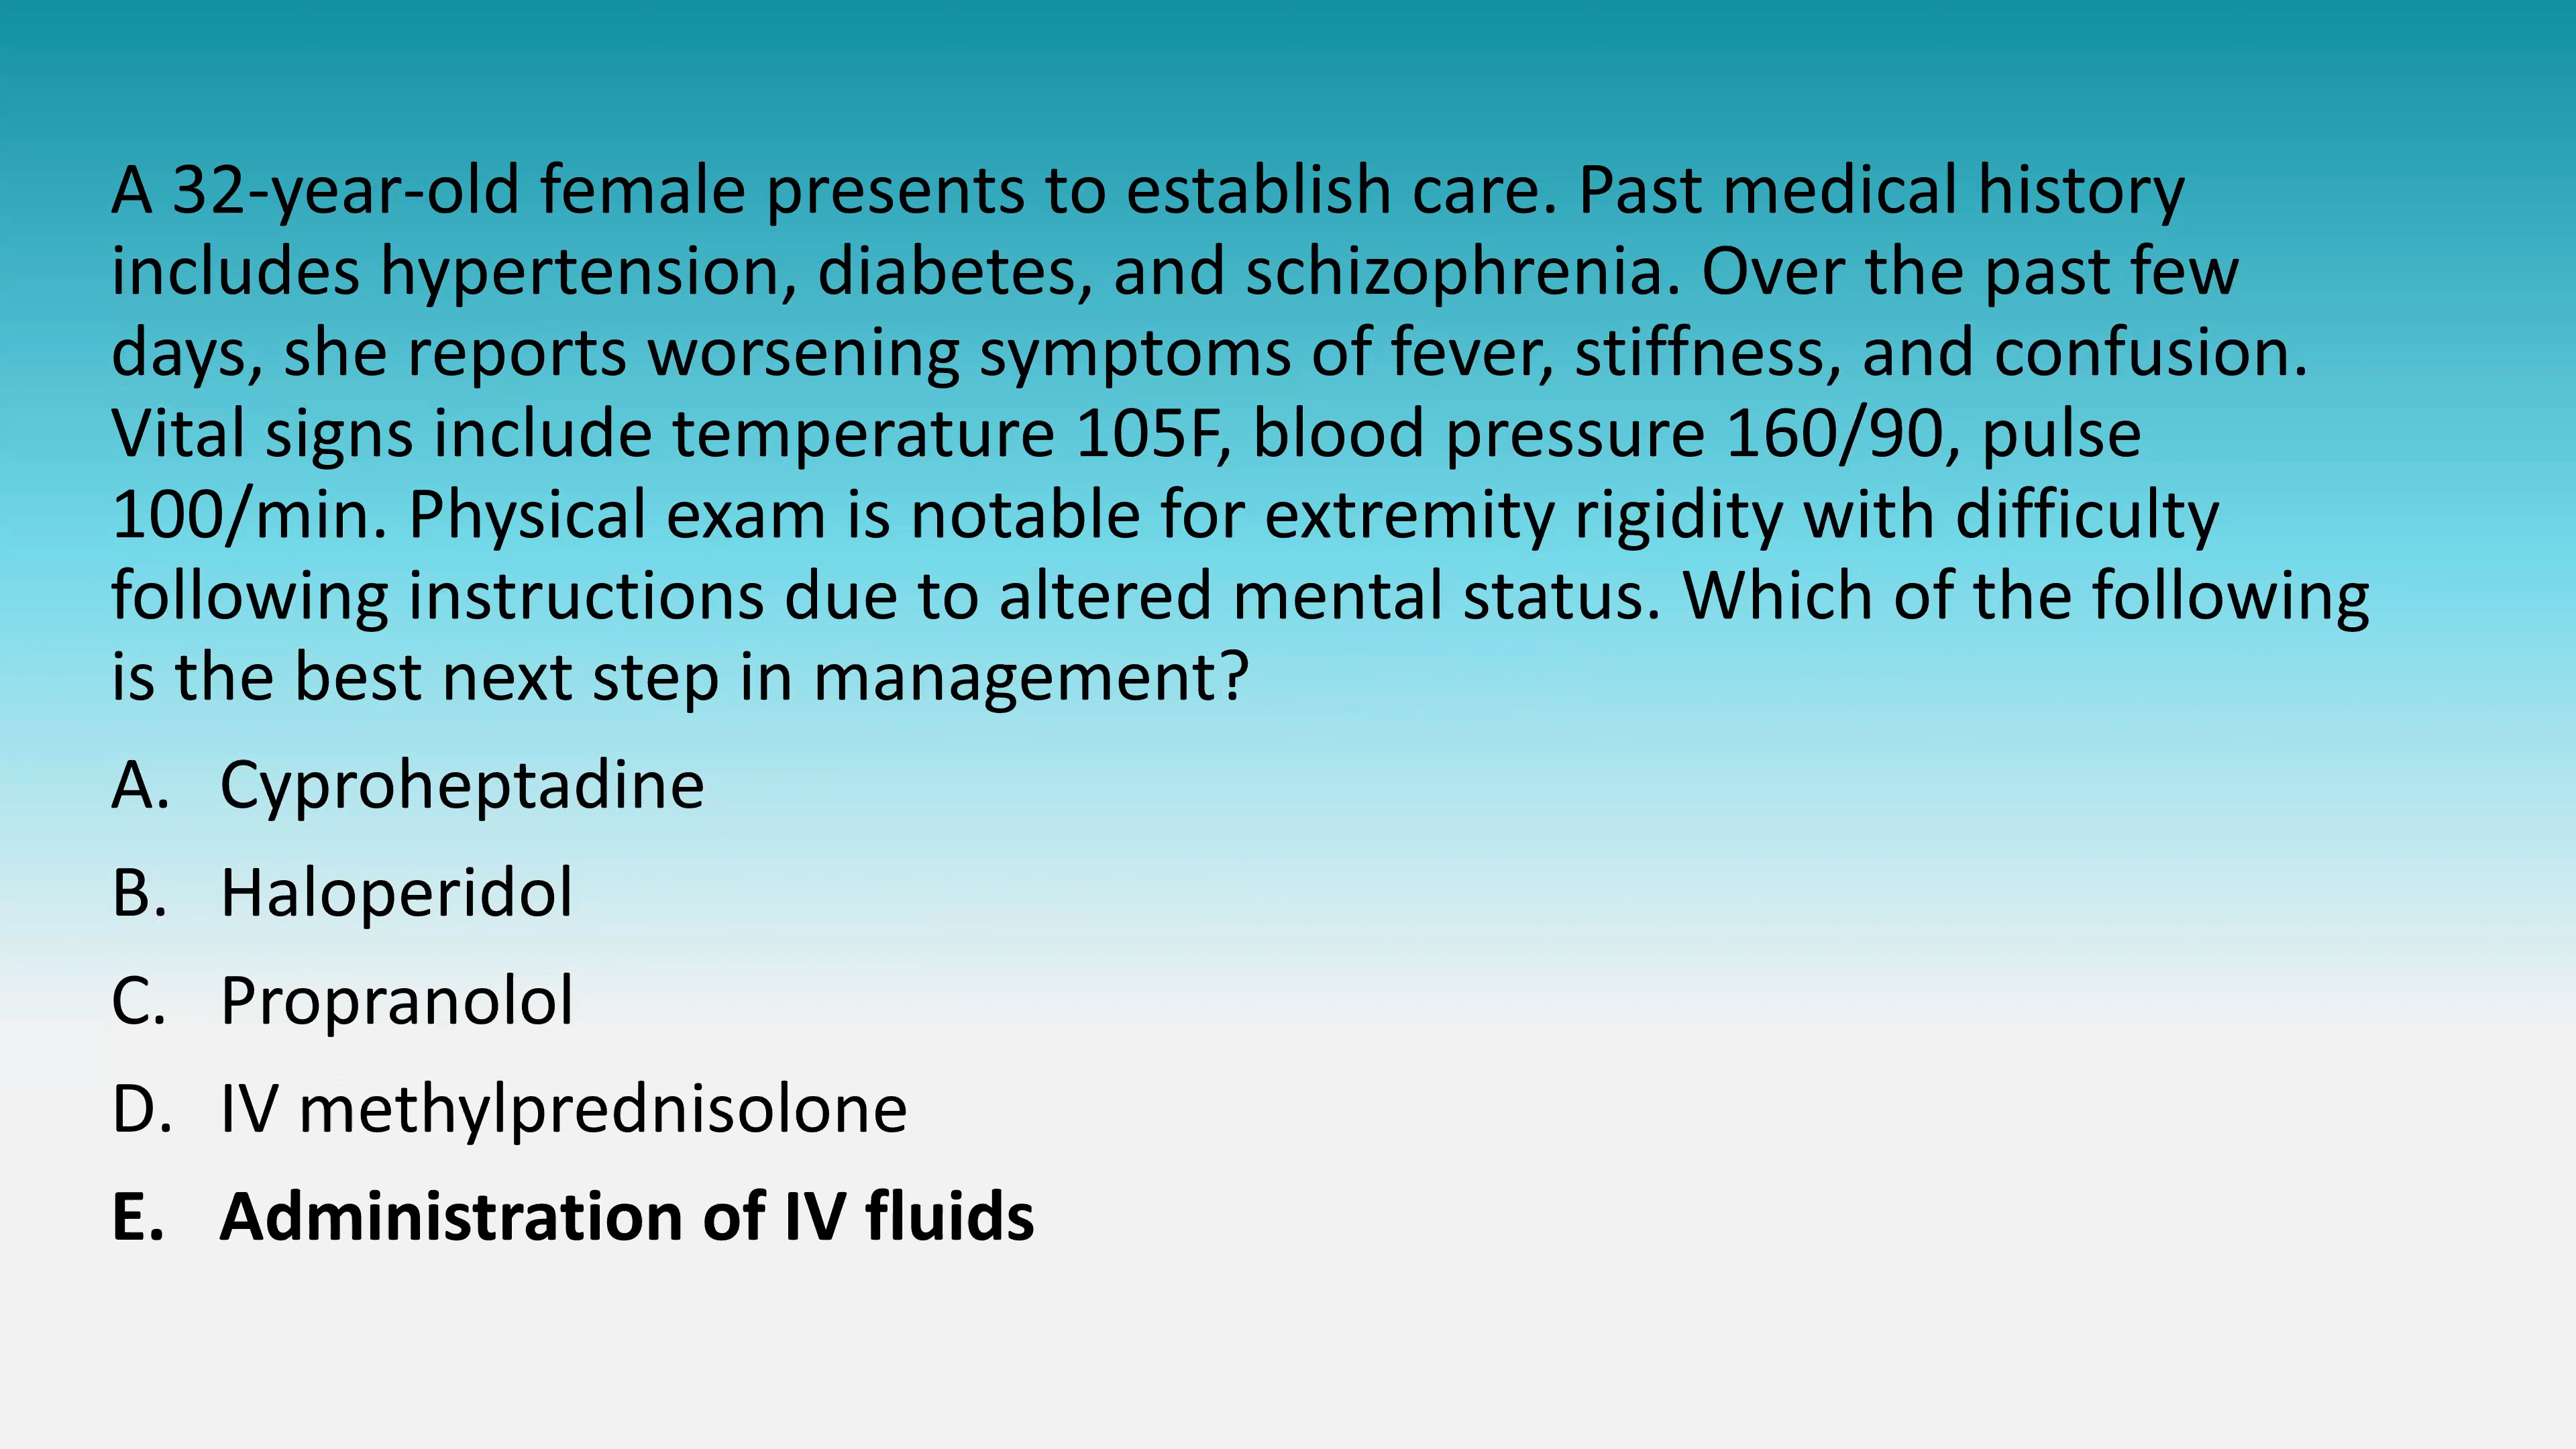 A 32-year-old female presents to establish care. Past medical history
includes hypertension, diabetes, and schizophrenia. Over the past few
days, she reports worsening symptoms of fever, stiffness, and confusion.
Vital signs include temperature 105F, blood pressure 160/90, pulse
100/min. Physical exam is notable for extremity rigidity with difficulty
following instructions due to altered mental status. Which of the following
is the best next step in management?
A. Cyproheptadine
B. Haloperidol
C. Propranolol
D. IV methylprednisolone
E. Administration of IV fluids